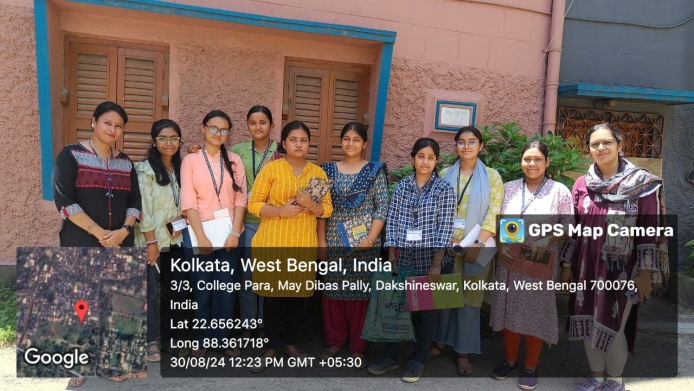 GPS Map Camera
Kolkata, West Bengal, India
3/3, College Para, May Dibas Pally, Dakshineswar, Kolkata, West Bengal 700076,
India
Lat 22.656243°
Long 88.361718°
30/08/24 12:23 PM GMT +05:30
Google